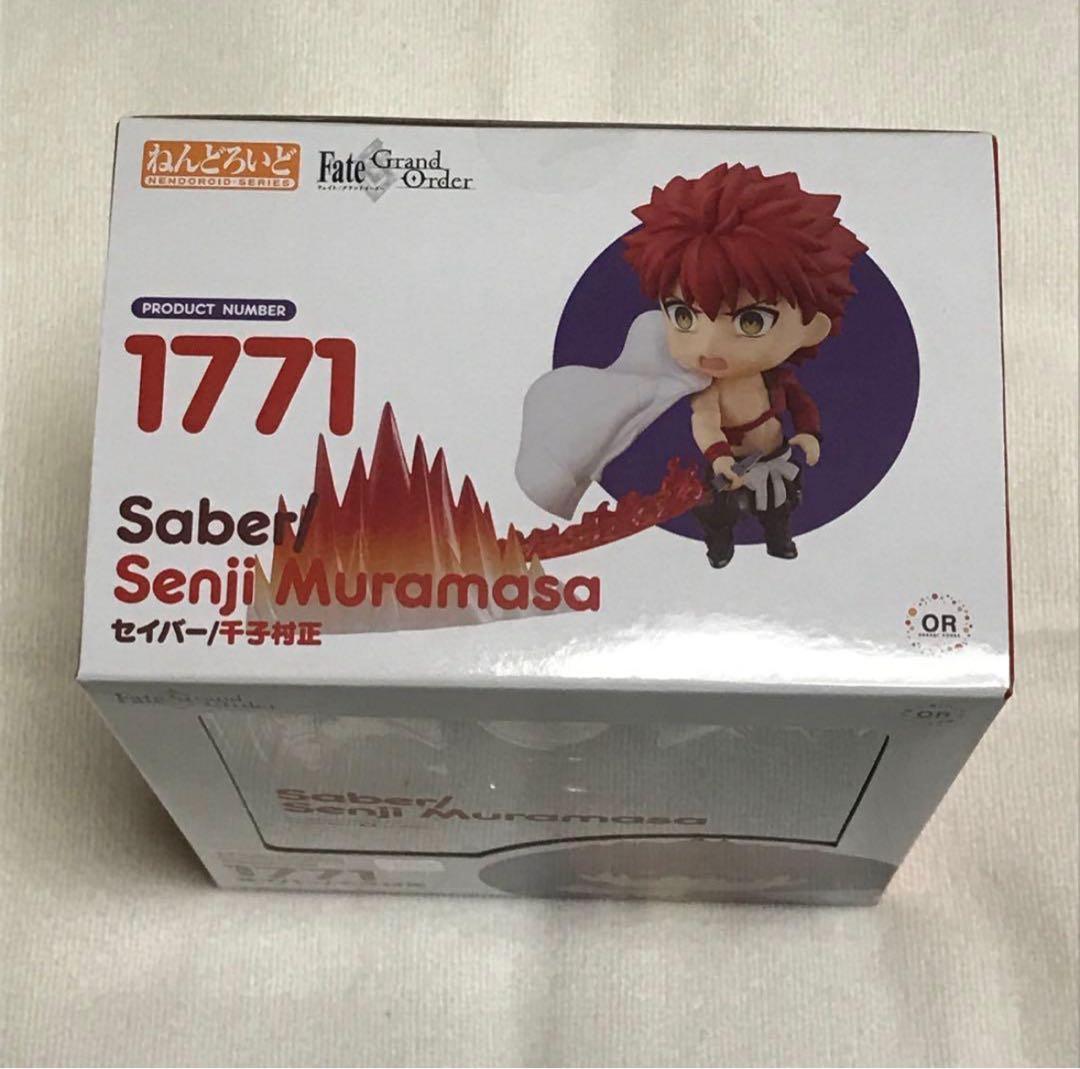 ねんどろいど
NENDOROID·SERIES
Fate Grand Order
フェイト/グランドオーダー
PRODUCT NUMBER
1771
Saber/
Senji Muramasa
セイバー/千子村正
OR
ORANGE ROUGE
Fate Grand Order
OR
Saber/
Senji Muramasa
1771